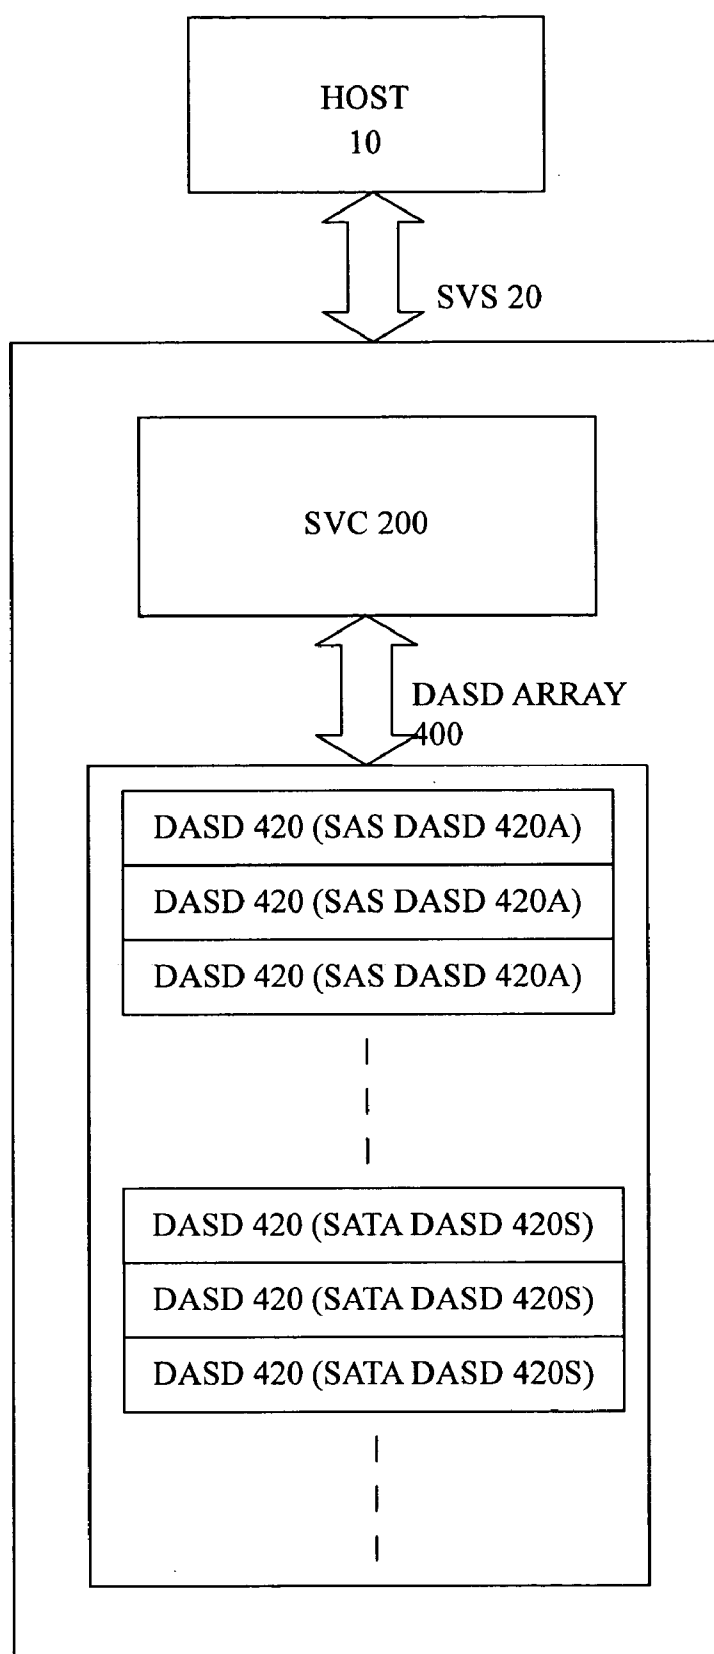 HOST
10
SVS 20
SVC 200
DASD ARRAY
400
DASD 420 (SAS DASD 420A)
DASD 420 (SAS DASD 420A)
DASD 420 (SAS DASD 420A)
DASD 420 (SATA DASD 420S)
DASD 420 (SATA DASD 420S)
DASD 420 (SATA DASD 420S)